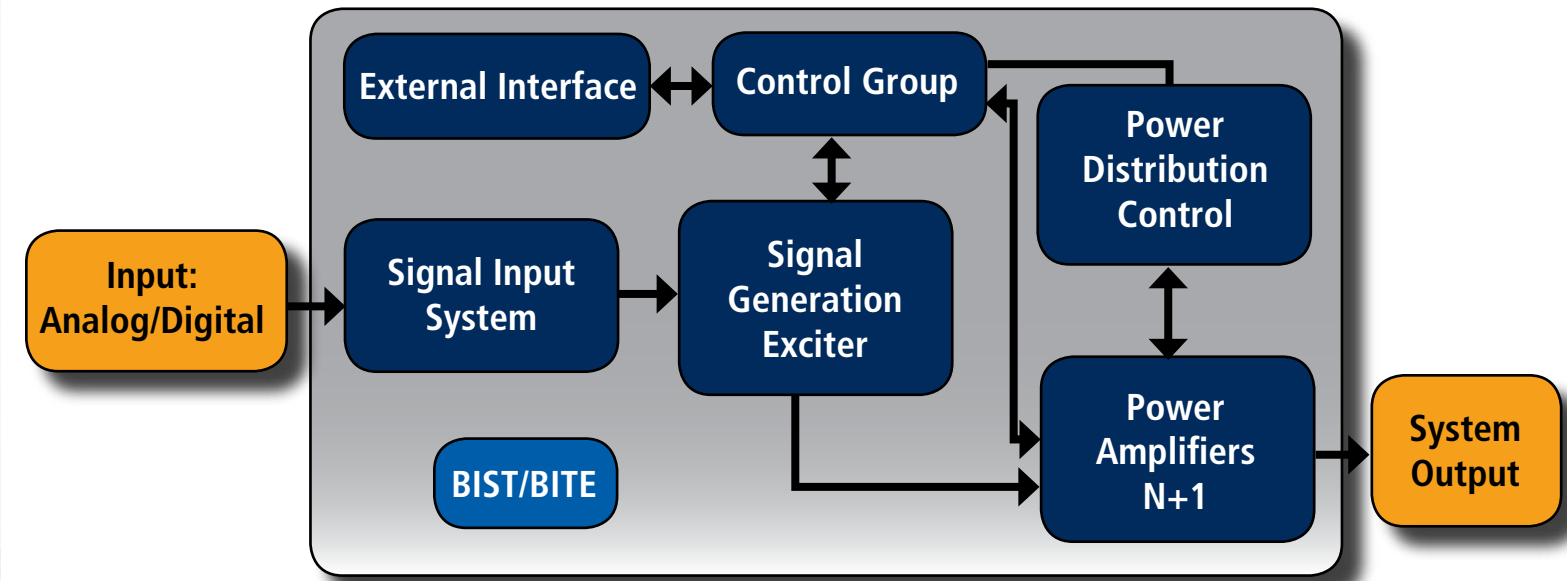 External Interface
Control Group
Power
Distribution
Control
Input:
Analog/Digital
Signal Input
System
Signal
Generation
Exciter
Power
Amplifiers
N+1
System
Output
BIST/BITE